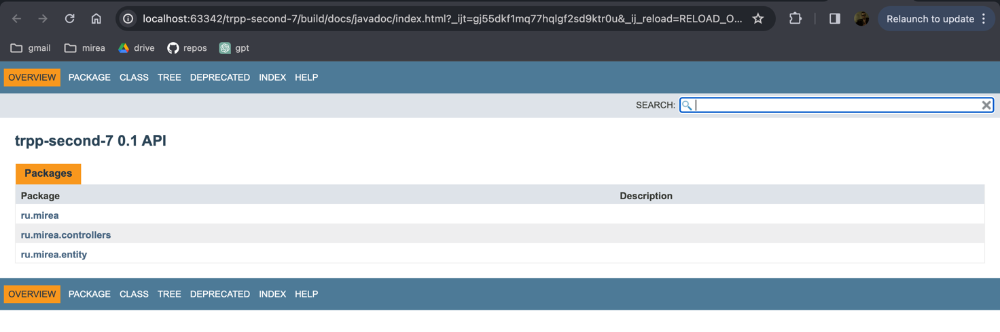 localhost:63342/trpp-second-7/build/docs/javadoc/index.html?_ijt=gj55dkf1mq77hqlgf2sd9ktr0u&_ij_reload=RELOAD_O... Relaunch to update
gmail mirea drive repos gpt
OVERVIEW PACKAGE CLASS TREE DEPRECATED INDEX HELP
SEARCH:
trpp-second-7 0.1 API
Packages
Package Description
ru.mirea
ru.mirea.controllers
ru.mirea.entity
OVERVIEW PACKAGE CLASS TREE DEPRECATED INDEX HELP